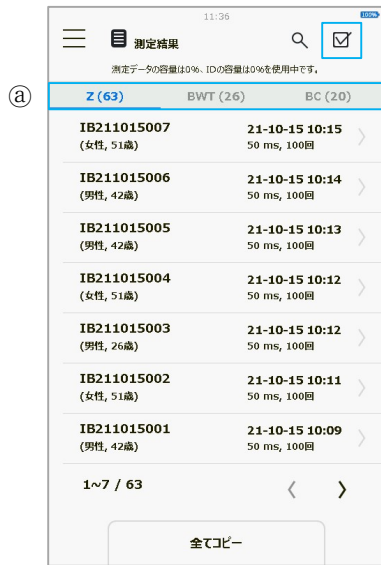 11:36
100%
測定結果
測定データの容量は0%、IDの容量は0%を使用中です。
ⓐ
Z (63) BWT (26) BC (20)
IB211015007 21-10-15 10:15
(女性, 51歳) 50 ms, 100回
IB211015006 21-10-15 10:14
(男性, 42歳) 50 ms, 100回
IB211015005 21-10-15 10:13
(男性, 42歳) 50 ms, 100回
IB211015004 21-10-15 10:12
(女性, 51歳) 50 ms, 100回
IB211015003 21-10-15 10:12
(男性, 26歳) 50 ms, 100回
IB211015002 21-10-15 10:11
(女性, 51歳) 50 ms, 100回
IB211015001 21-10-15 10:09
(男性, 42歳) 50 ms, 100回
1~7 / 63
全てコピー